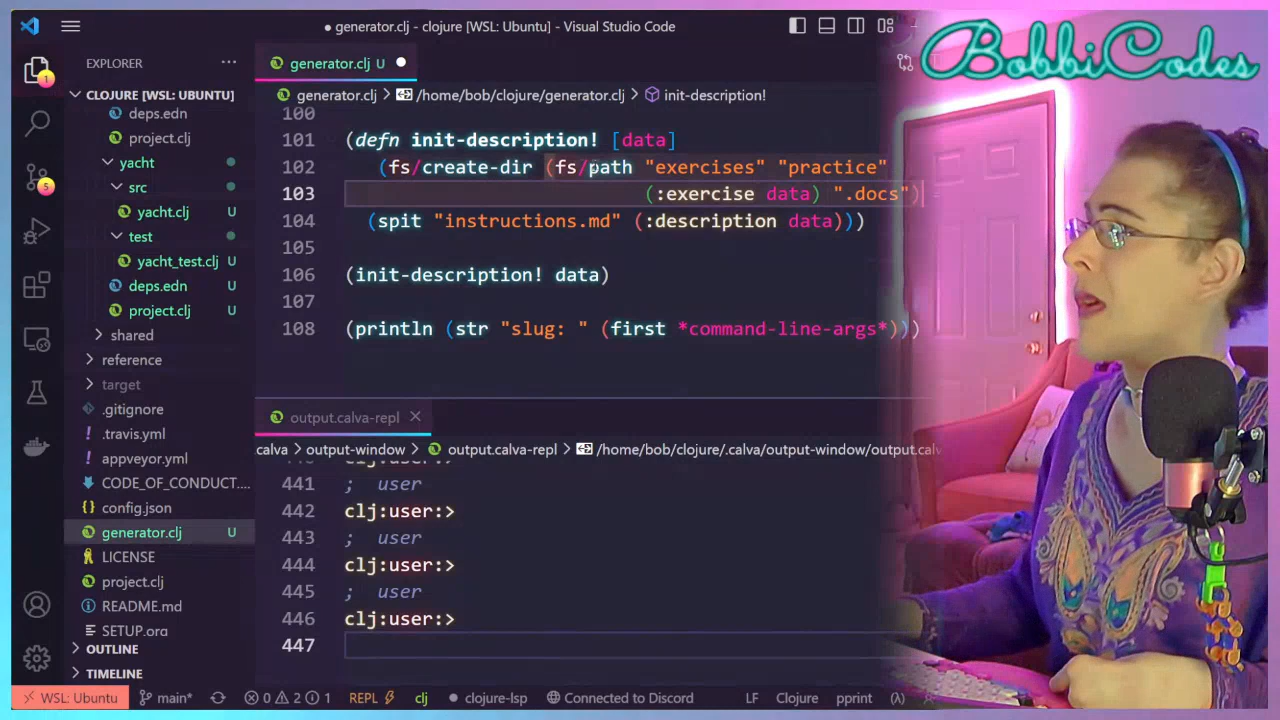 ● generator.clj - clojure [WSL: Ubuntu] - Visual Studio Code
BobbiCodes
EXPLORER
CLOJURE [WSL: UBUNTU]
deps.edn
project.clj
yacht
src
yacht.clj U
test
yacht_test.clj U
deps.edn U
project.clj U
shared
reference
target
.gitignore
.travis.yml
appveyor.yml
CODE_OF_CONDUCT....
config.json
generator.clj U
LICENSE
project.clj
README.md
SETUP.org
OUTLINE
TIMELINE
1
5
generator.clj U ●
generator.clj > /home/bob/clojure/generator.clj > init-description!
100
101 (defn init-description! [data]
102 (fs/create-dir (fs/path "exercises" "practice"
103 (:exercise data) ".docs")
104 (spit "instructions.md" (:description data)))
105
106 (init-description! data)
107
108 (println (str "slug: " (first *command-line-args*)))
output.calva-repl
.calva > output-window > output.calva-repl > /home/bob/clojure/.calva/output-window/output.calv
clj:user:>
441 ; user
442 clj:user:>
443 ; user
444 clj:user:>
445 ; user
446 clj:user:>
447
WSL: Ubuntu main* 0 2 1 REPL clj clojure-lsp Connected to Discord LF Clojure pprint (λ)